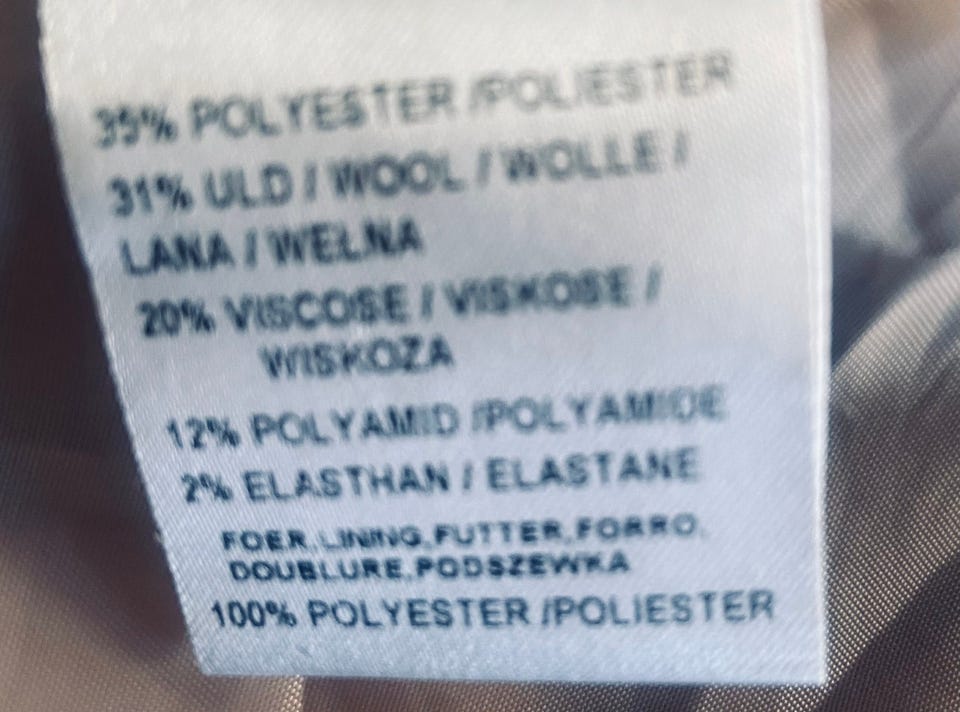 35% POLYESTER /POLIESTER
31% ULD / WOOL / WOLLE /
LANA / WEŁNA
20% VISCOSE / VISKOSE /
WISKOZA
12% POLYAMID /POLYAMIDE
2% ELASTHAN / ELASTANE
FOER,LINING,FUTTER,FORRO,
DOUBLURE,PODSZEWKA
100% POLYESTER /POLIESTER